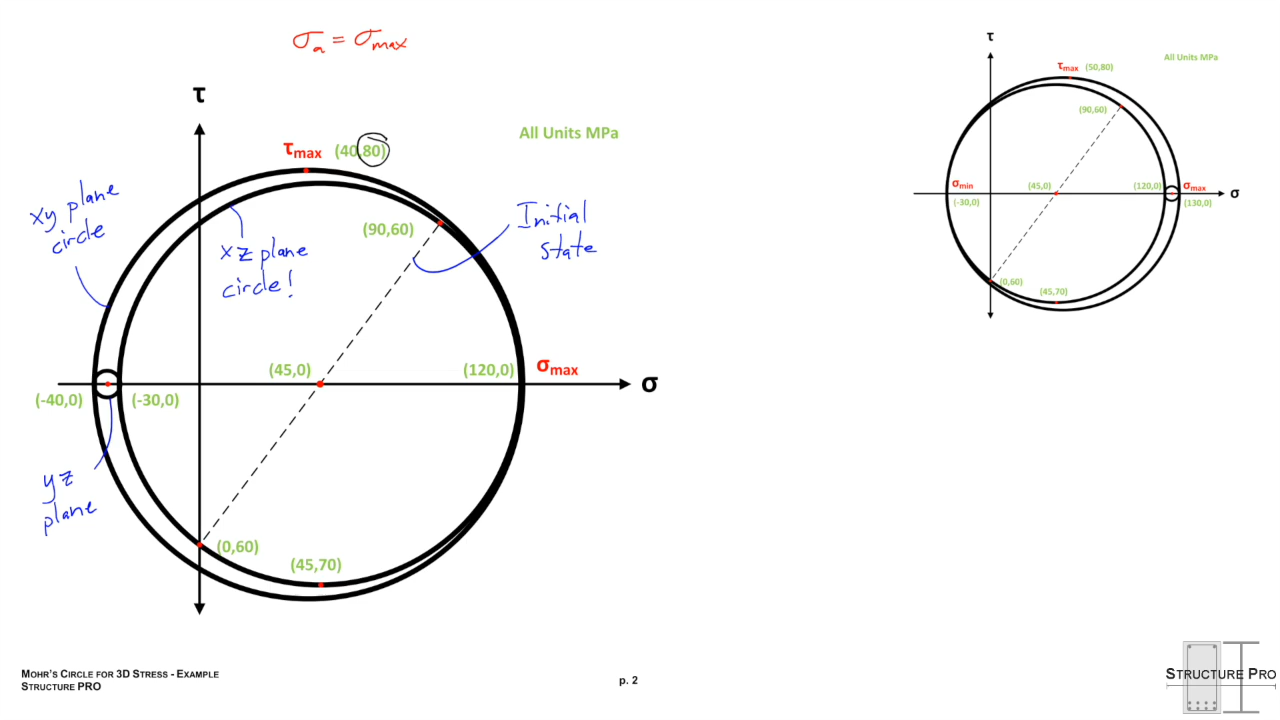 σa = σmax
τ
All Units MPa
τmax (40,80)
xy plane
circle
(90,60)
Initial
state
xz plane
circle!
(45,0)
(120,0)
σmax
σ
(-40,0)
(-30,0)
yz
plane
(0,60)
(45,70)
τ
All Units MPa
τmax (50,80)
(90,60)
σmin
(45,0)
(120,0)
σmax
σ
(-30,0)
(130,0)
(0,60)
(45,70)
MOHR'S CIRCLE FOR 3D STRESS - EXAMPLE
STRUCTURE PRO
p. 2
STRUCTURE PRO